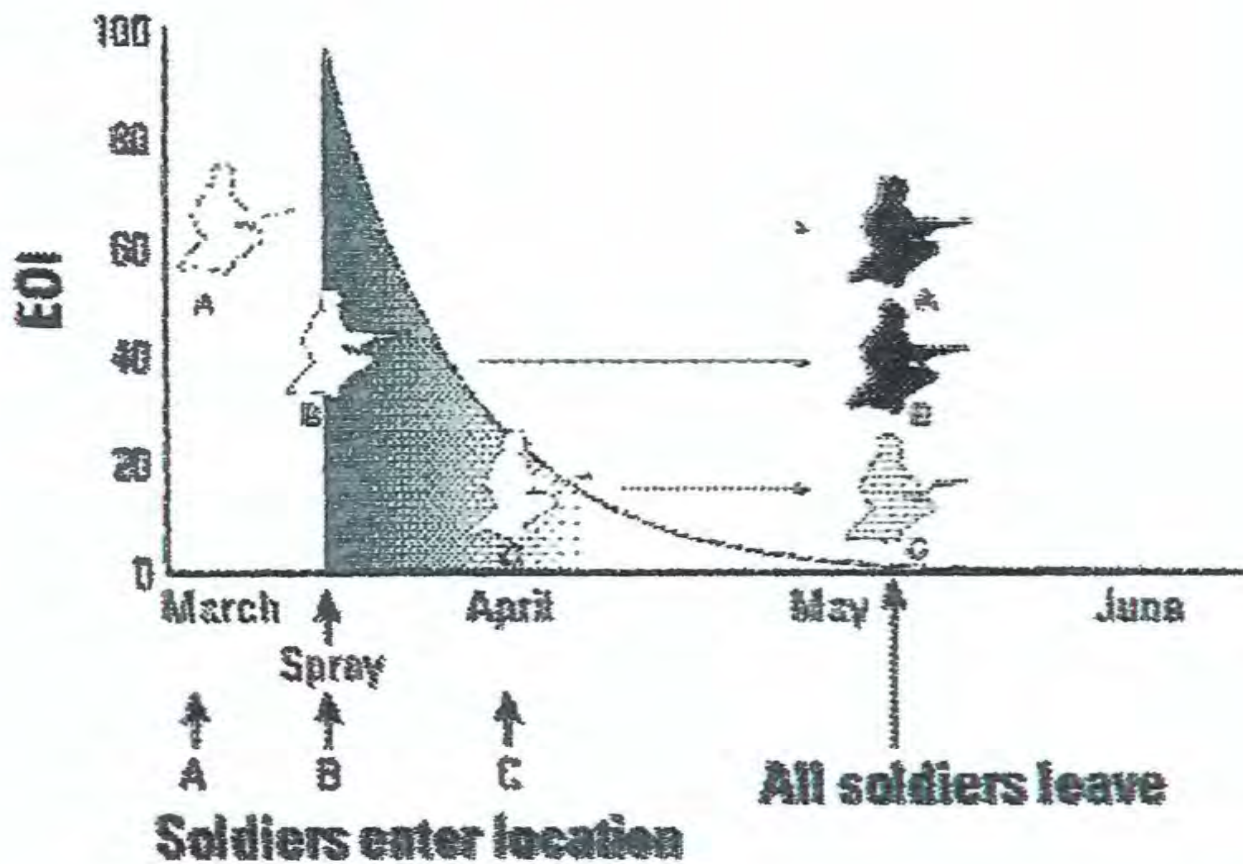 100
80
60
40
20
0
EOI
A
B
C
A
B
C
March April May June
Spray
A B C
Soldiers enter location
All soldiers leave